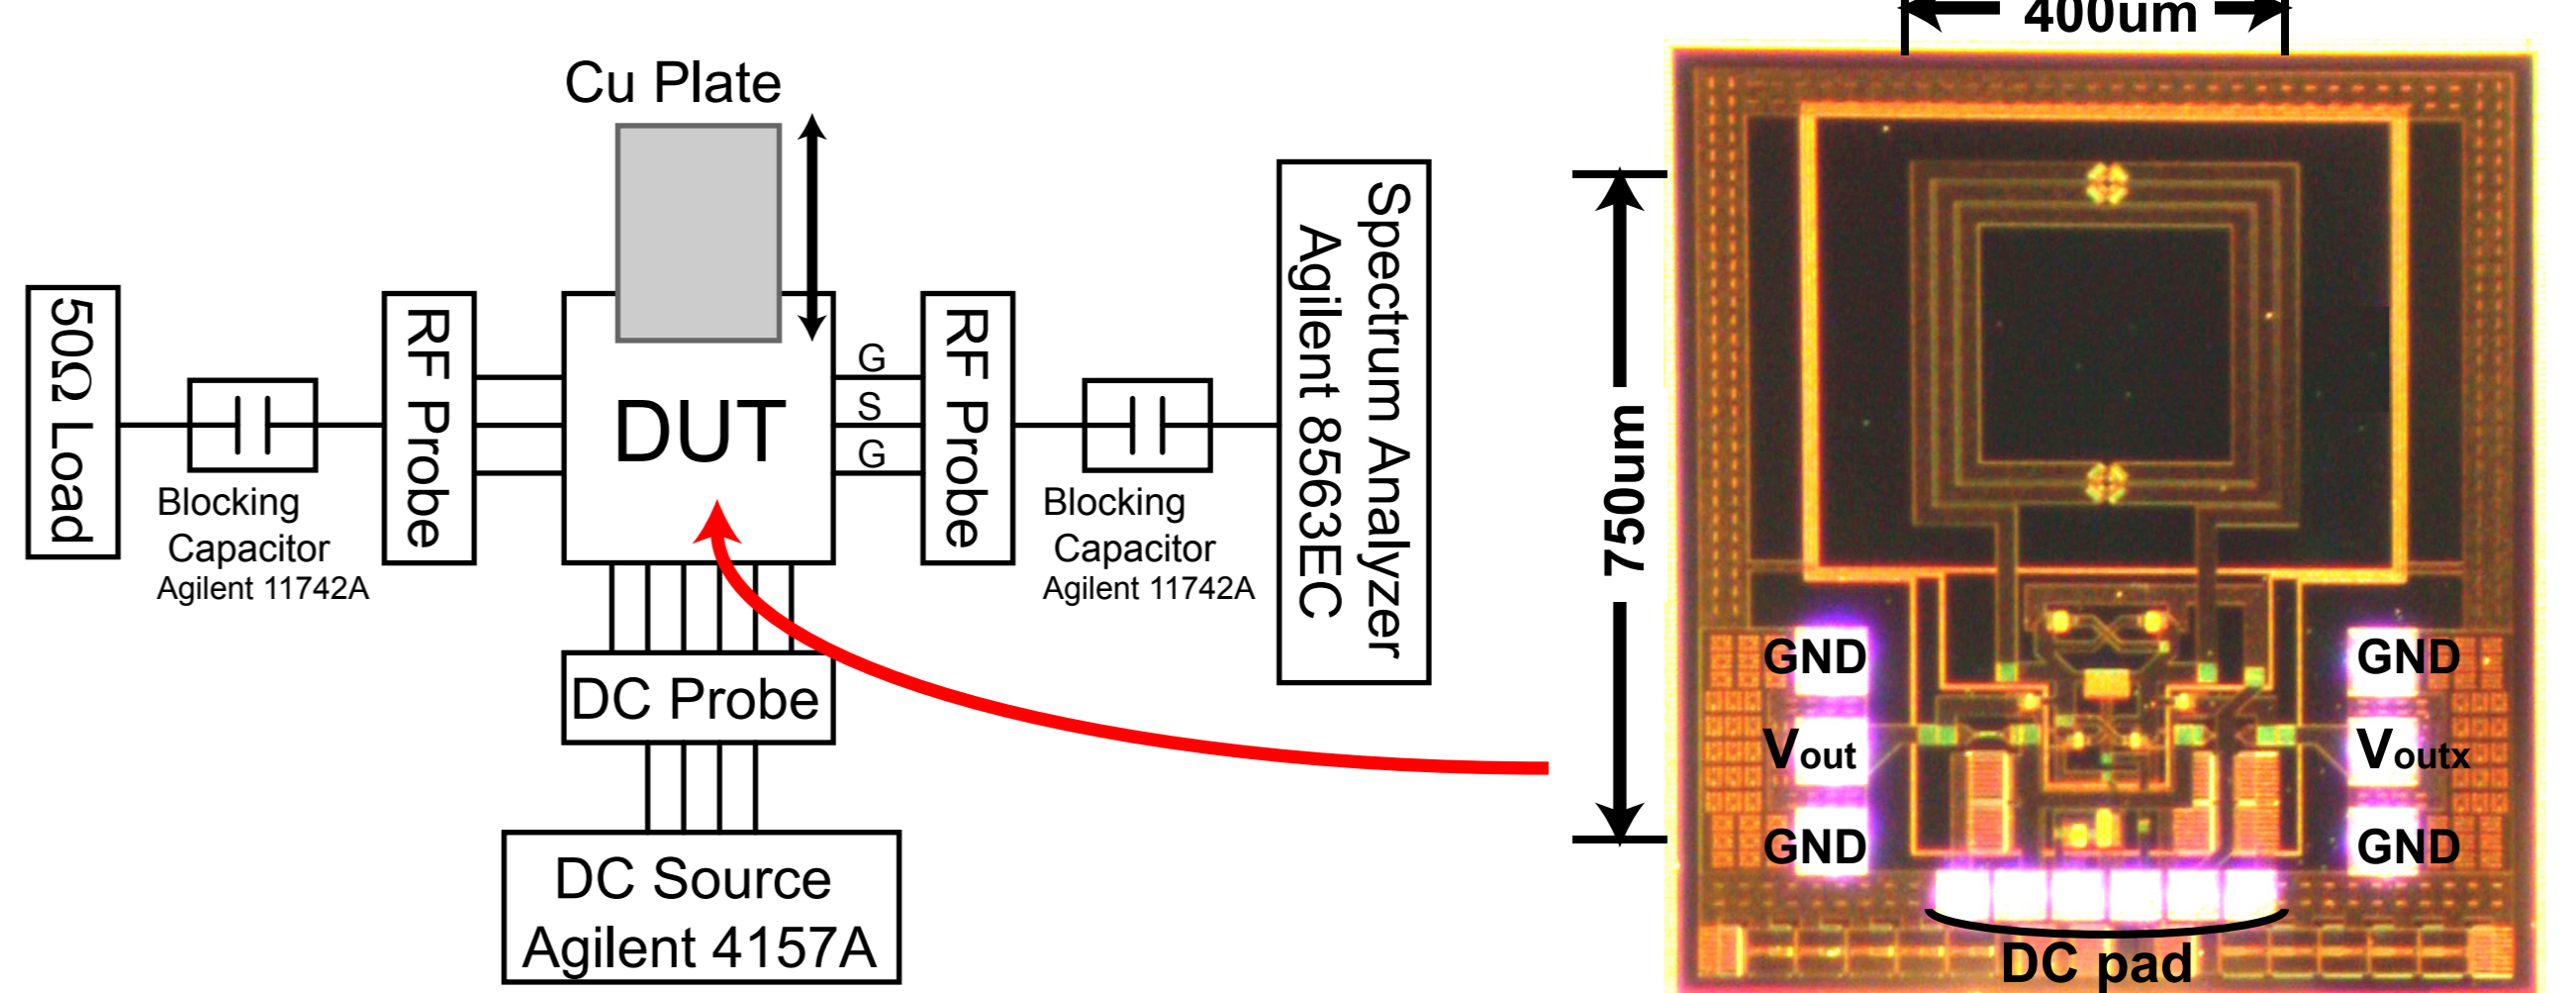 Cu Plate
50Ω Load
Blocking
Capacitor
Agilent 11742A
RF Probe
DUT
G
S
G
RF Probe
Blocking
Capacitor
Agilent 11742A
Spectrum Analyzer
Agilent 8563EC
DC Probe
DC Source
Agilent 4157A
400um
750um
GND
Vout
GND
GND
Voutx
GND
DC pad